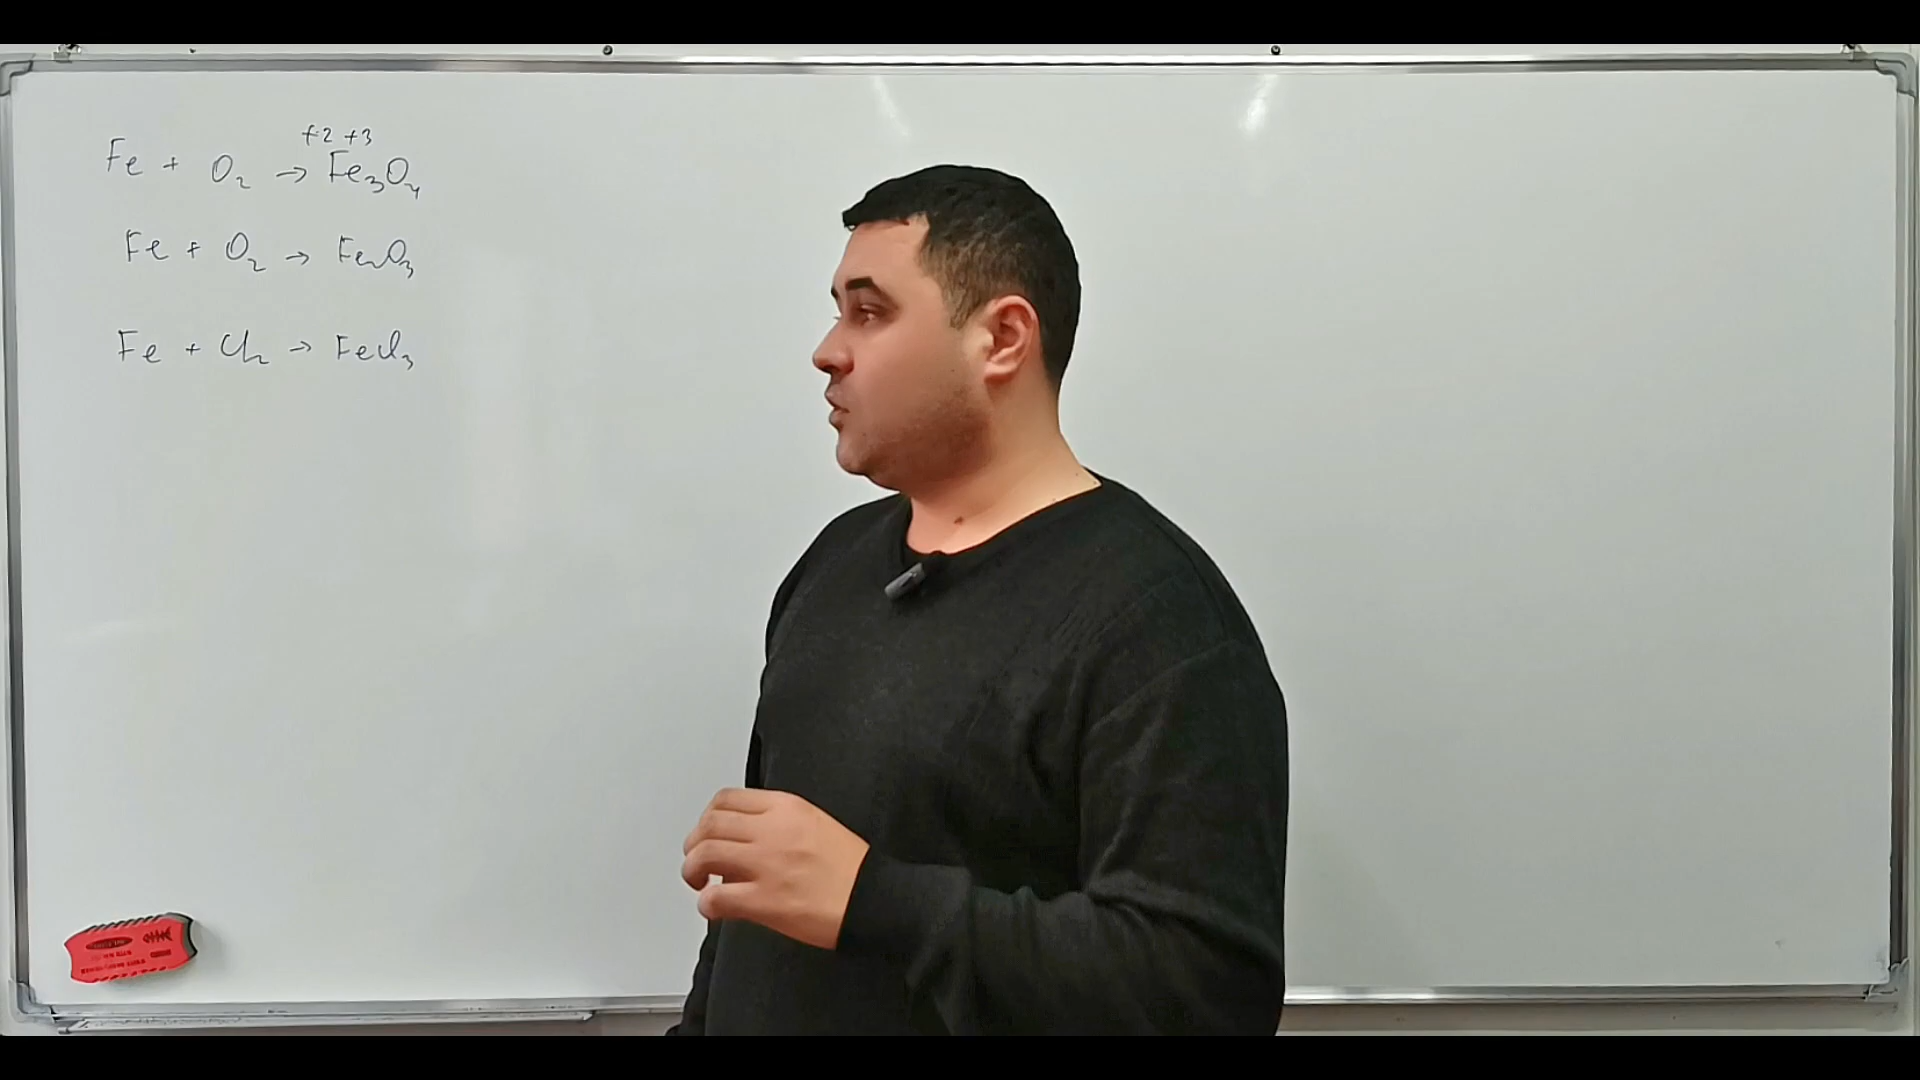 +2 +3
Fe + O2 → Fe3O4
Fe + O2 → Fe2O3
Fe + Cl2 → FeCl3